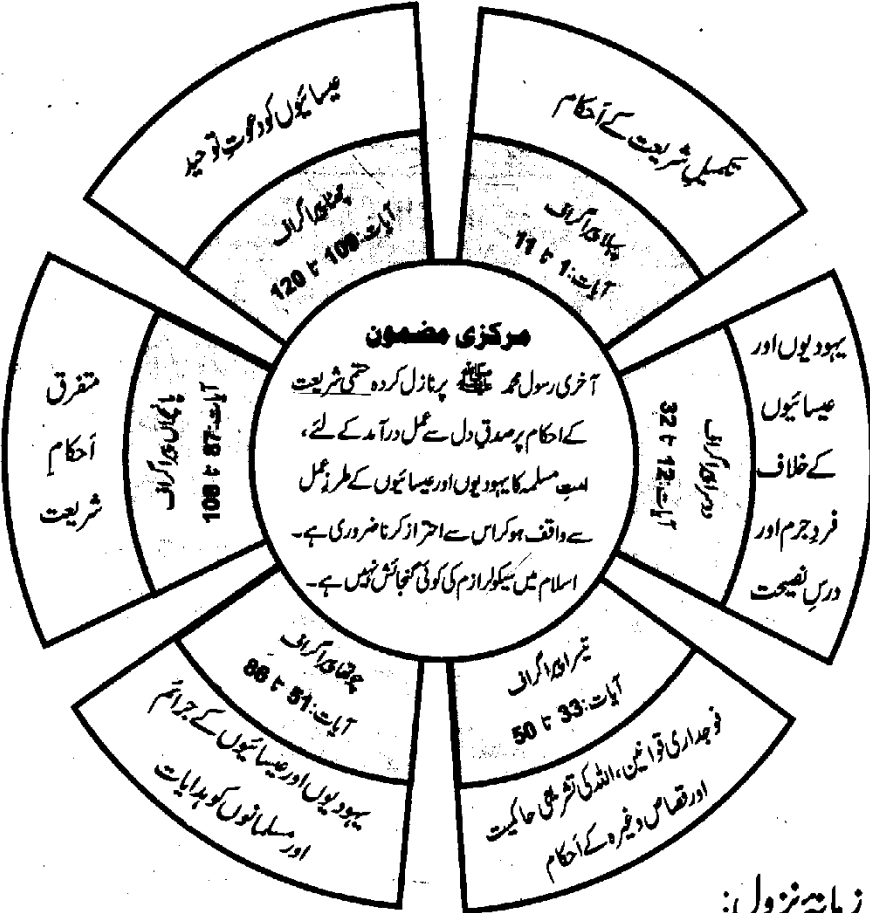 مرکزی مضمون
آخری رسول محمد ﷺ پر نازل کردہ حتمی شریعت
کے احکام پر صدقِ دل سے عمل درآمد کے لئے،
امتِ مسلمہ کا یہودیوں اور عیسائیوں کے طرزِ عمل
سے واقف ہو کر اس سے احتراز کرنا ضروری ہے۔
اسلام میں سیکولرازم کی کوئی گنجائش نہیں ہے۔
تکمیلِ شریعت کے اَحکام
پہلا پیراگراف
آیات:1 تا 11
یہودیوں اور
عیسائیوں
کے خلاف
فردِ جرم اور
درسِ نصیحت
دوسرا پیراگراف
آیات:12 تا 32
تیسرا پیراگراف
آیات:33 تا 50
فوجداری قوانین، اللہ کی تشریعی حاکمیت
اور قصاص وغیرہ کے اَحکام
چوتھا پیراگراف
آیات:51 تا 86
یہودیوں اور عیسائیوں کے جرائم
اور مسلمانوں کو ہدایات
متفرق
اَحکامِ
شریعت
پانچواں پیراگراف
آیات:87 تا 108
عیسائیوں کو دعوتِ توحید
چھٹا پیراگراف
آیات:109 تا 120
زمانۂ نزول: